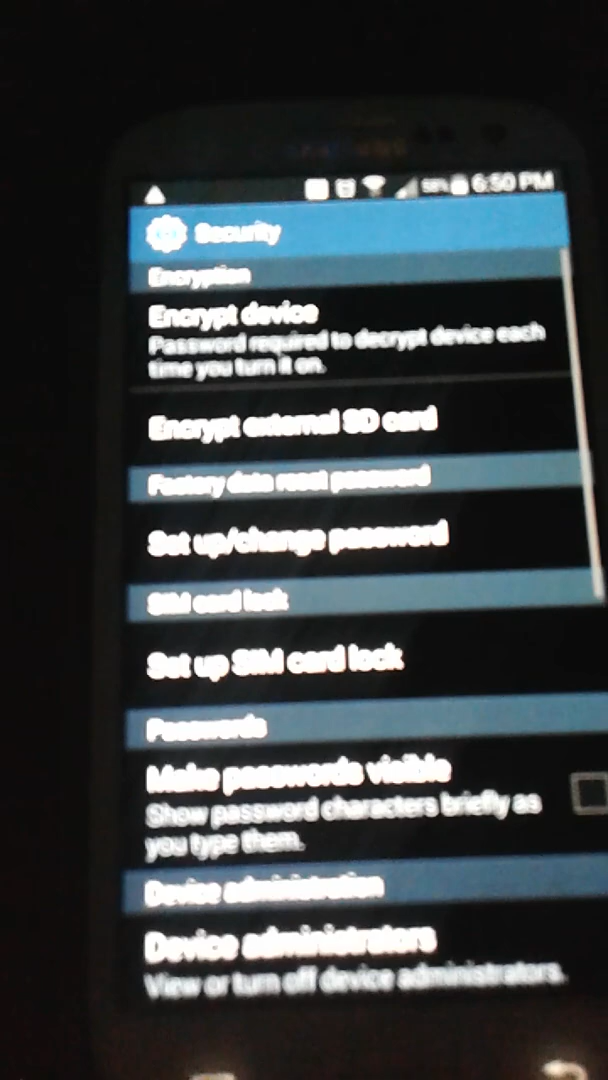 98% 6:50 PM
Security
Encryption
Encrypt device
Password required to decrypt device each
time you turn it on.
Encrypt external SD card
Factory data reset password
Set up/change password
SIM card lock
Set up SIM card lock
Passwords
Make passwords visible
Show password characters briefly as
you type them.
Device administration
Device administrators
View or turn off device administrators.